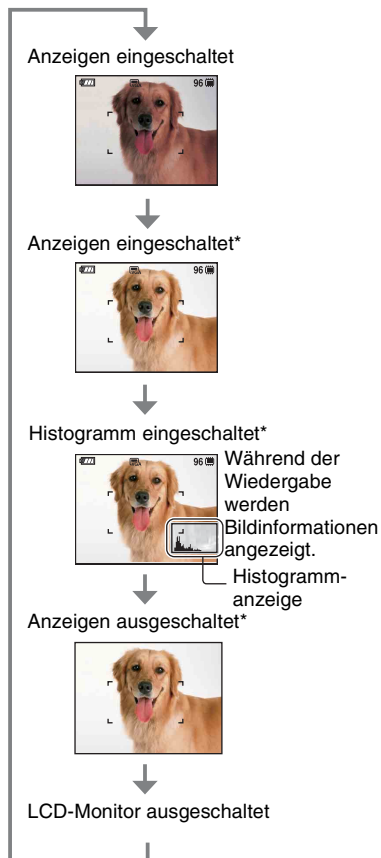 Anzeigen eingeschaltet
96
Anzeigen eingeschaltet*
96
Histogramm eingeschaltet*
96
Während der
Wiedergabe
werden
Bildinformationen
angezeigt.
Histogramm-
anzeige
Anzeigen ausgeschaltet*
LCD-Monitor ausgeschaltet